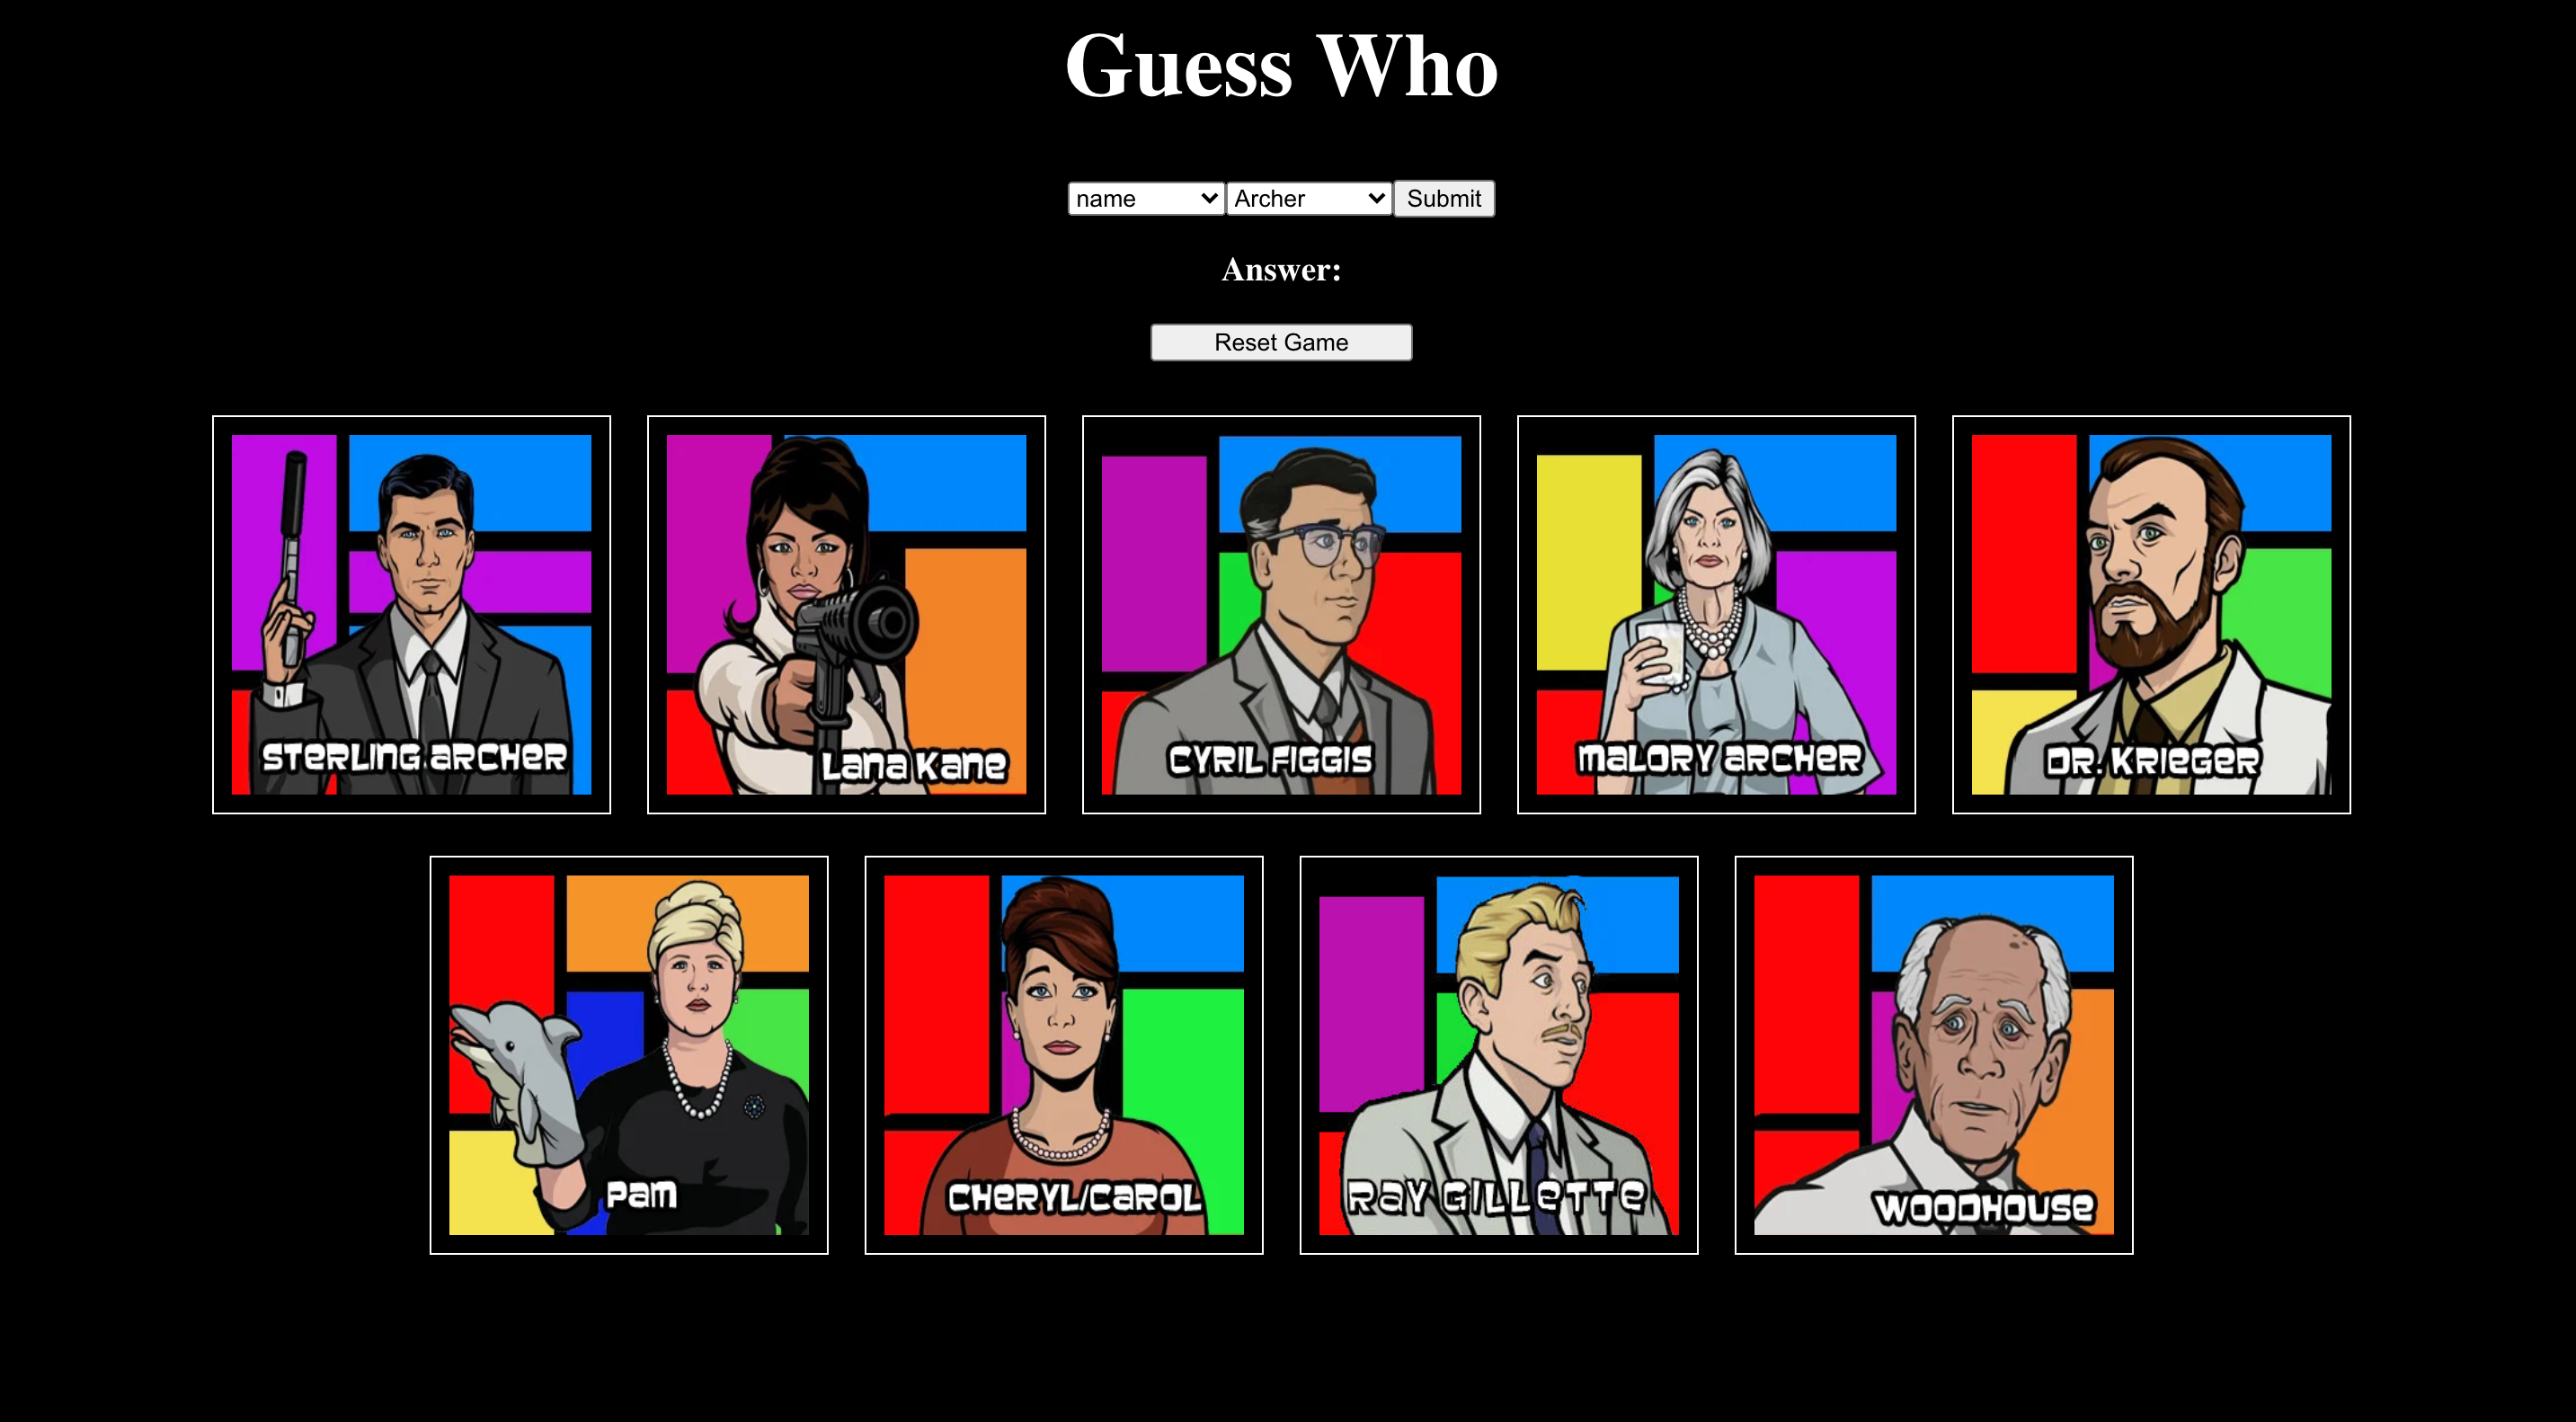 Guess Who
name Archer Submit
Answer:
Reset Game
STERLING ARCHER
LANA KANE
CYRIL FIGGIS
MALORY ARCHER
DR. KRIEGER
PAM
CHERYL/CAROL
RAY GILLETTE
WOODHOUSE